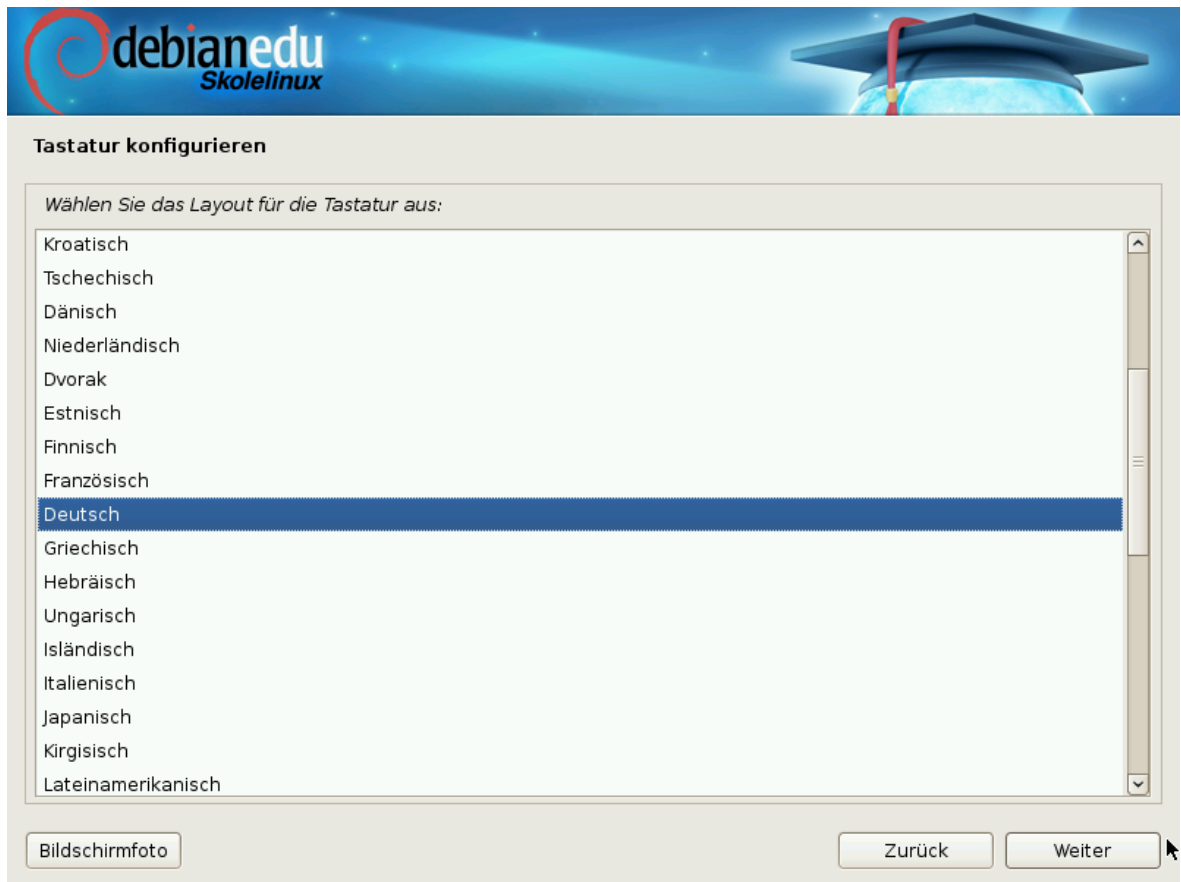 debianedu
Skolelinux
Tastatur konfigurieren
Wählen Sie das Layout für die Tastatur aus:
Kroatisch
Tschechisch
Dänisch
Niederländisch
Dvorak
Estnisch
Finnisch
Französisch
Deutsch
Griechisch
Hebräisch
Ungarisch
Isländisch
Italienisch
Japanisch
Kirgisisch
Lateinamerikanisch
Bildschirmfoto
Zurück
Weiter